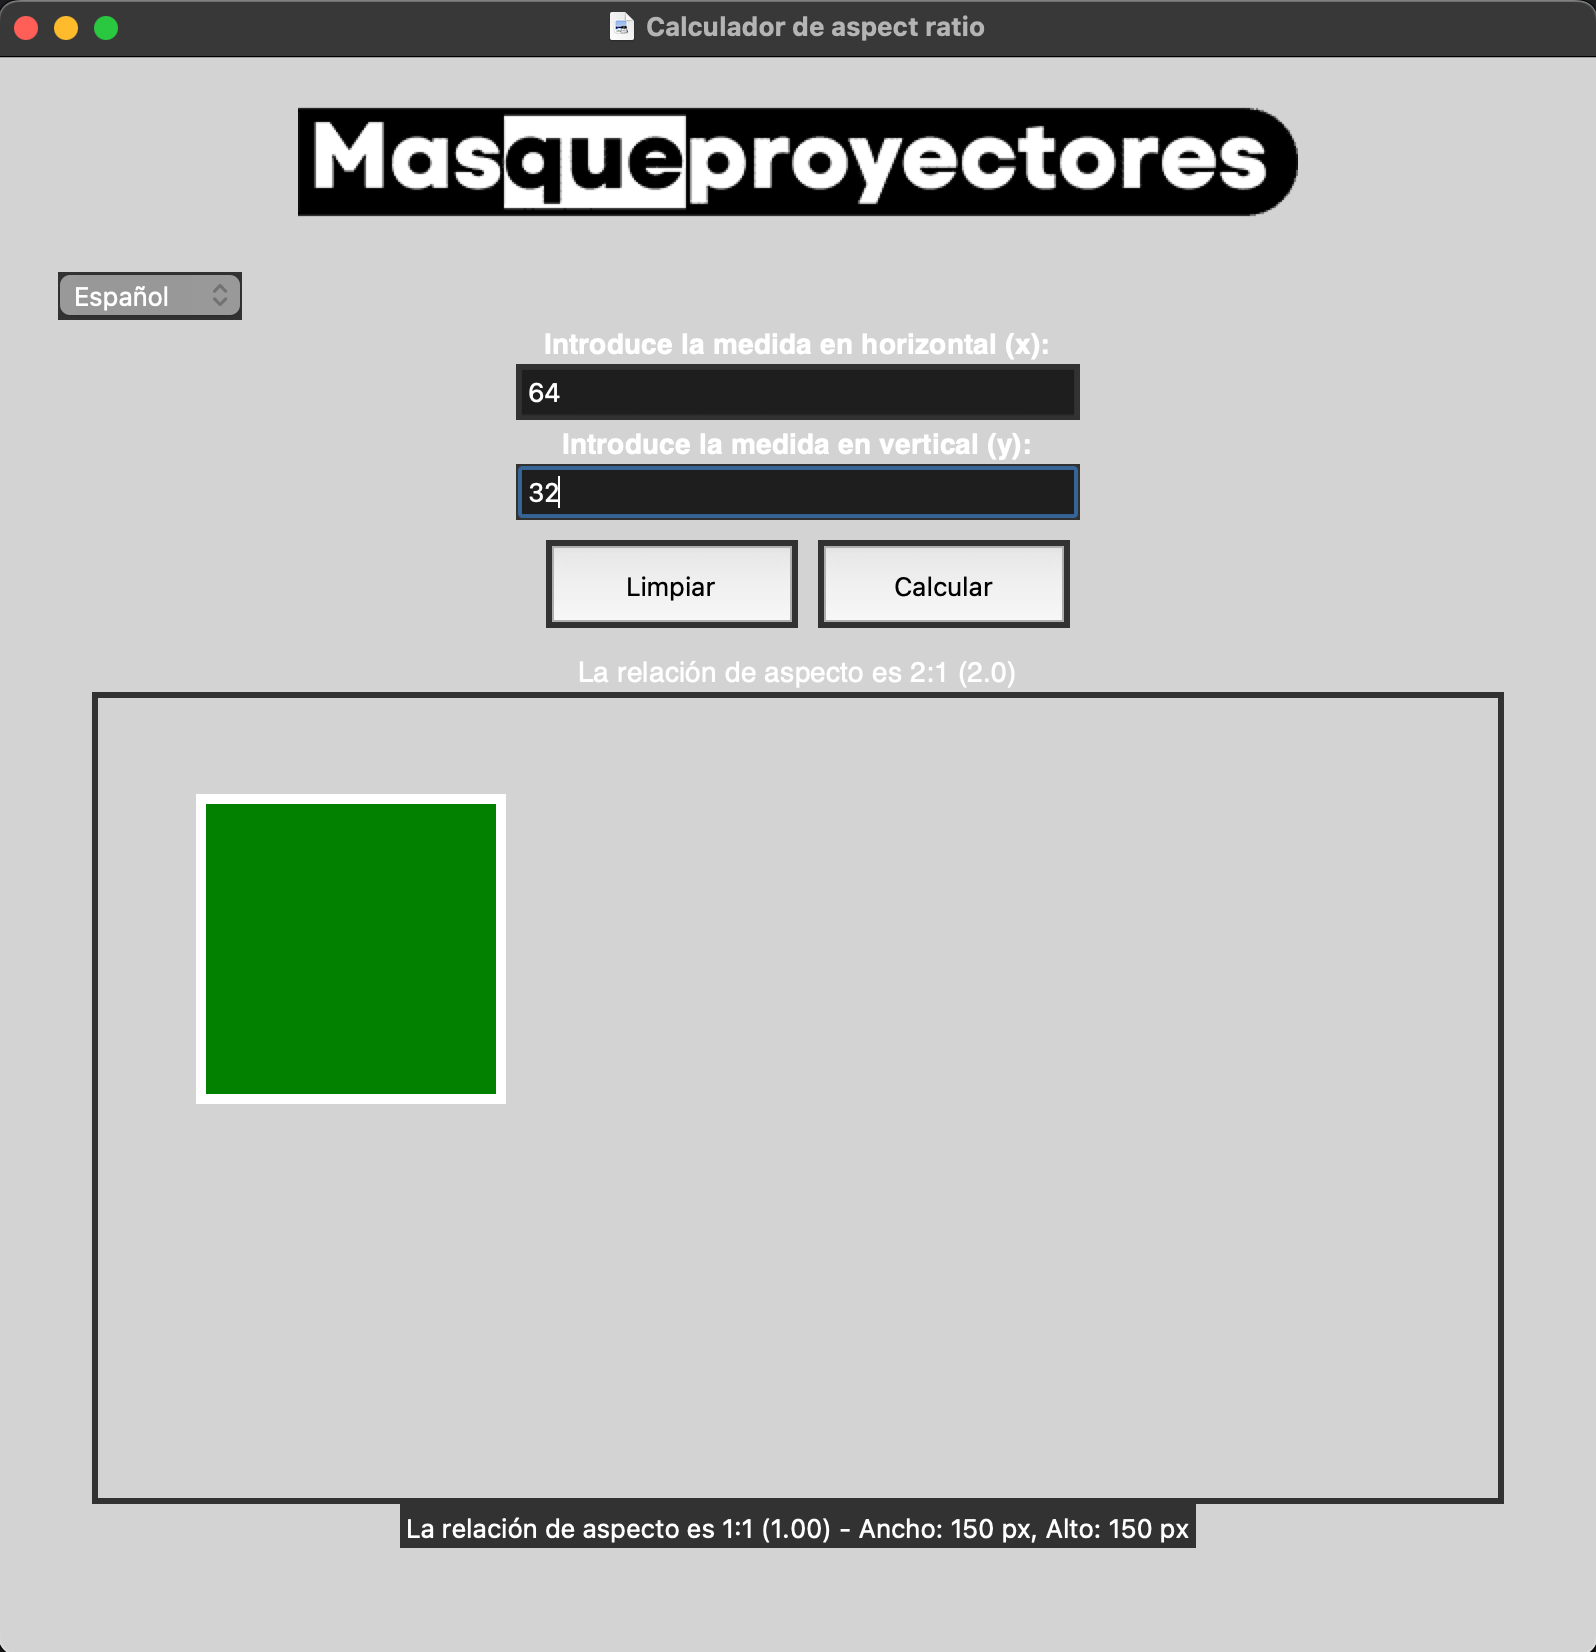 Calculador de aspect ratio
Masqueproyectores
Español
Introduce la medida en horizontal (x):
64
Introduce la medida en vertical (y):
32
Limpiar
Calcular
La relación de aspecto es 2:1 (2.0)
La relación de aspecto es 1:1 (1.00) - Ancho: 150 px, Alto: 150 px